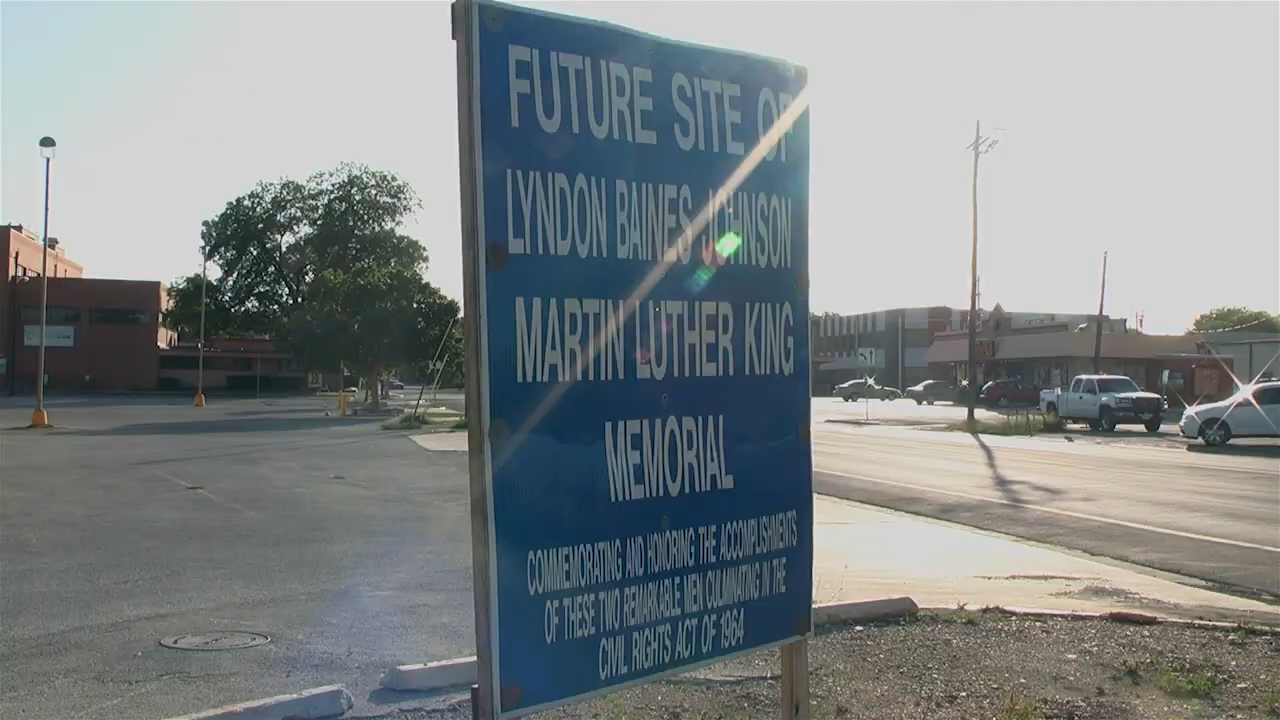 FUTURE SITE OF
LYNDON BAINES JOHNSON
MARTIN LUTHER KING
MEMORIAL
COMMEMORATING AND HONORING THE ACCOMPLISHMENTS
OF THESE TWO REMARKABLE MEN CULMINATING IN THE
CIVIL RIGHTS ACT OF 1964